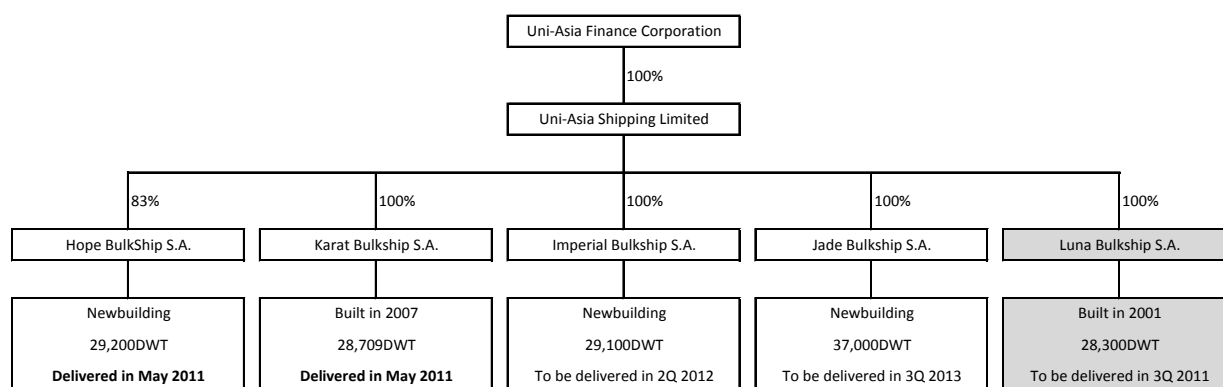 Uni-Asia Finance Corporation
100%
Uni-Asia Shipping Limited
83%
100%
100%
100%
100%
Hope BulkShip S.A.
Karat Bulkship S.A.
Imperial Bulkship S.A.
Jade Bulkship S.A.
Luna Bulkship S.A.
Newbuilding
29,200DWT
Delivered in May 2011
Built in 2007
28,709DWT
Delivered in May 2011
Newbuilding
29,100DWT
To be delivered in 2Q 2012
Newbuilding
37,000DWT
To be delivered in 3Q 2013
Built in 2001
28,300DWT
To be delivered in 3Q 2011